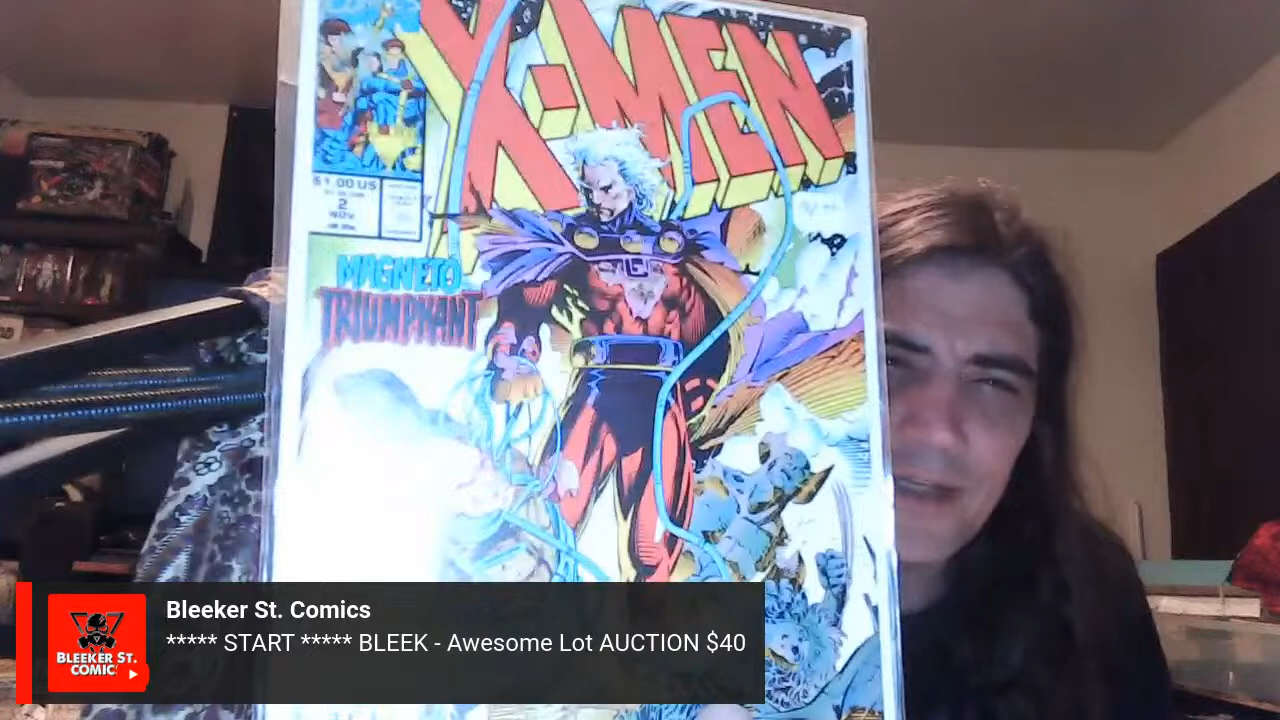 X-MEN
$1.00 US
2
NOV
MAGNETO
TRIUMPHANT
Bleeker St. Comics
***** START ***** BLEEK - Awesome Lot AUCTION $40
BLEEKER ST.
COMIC